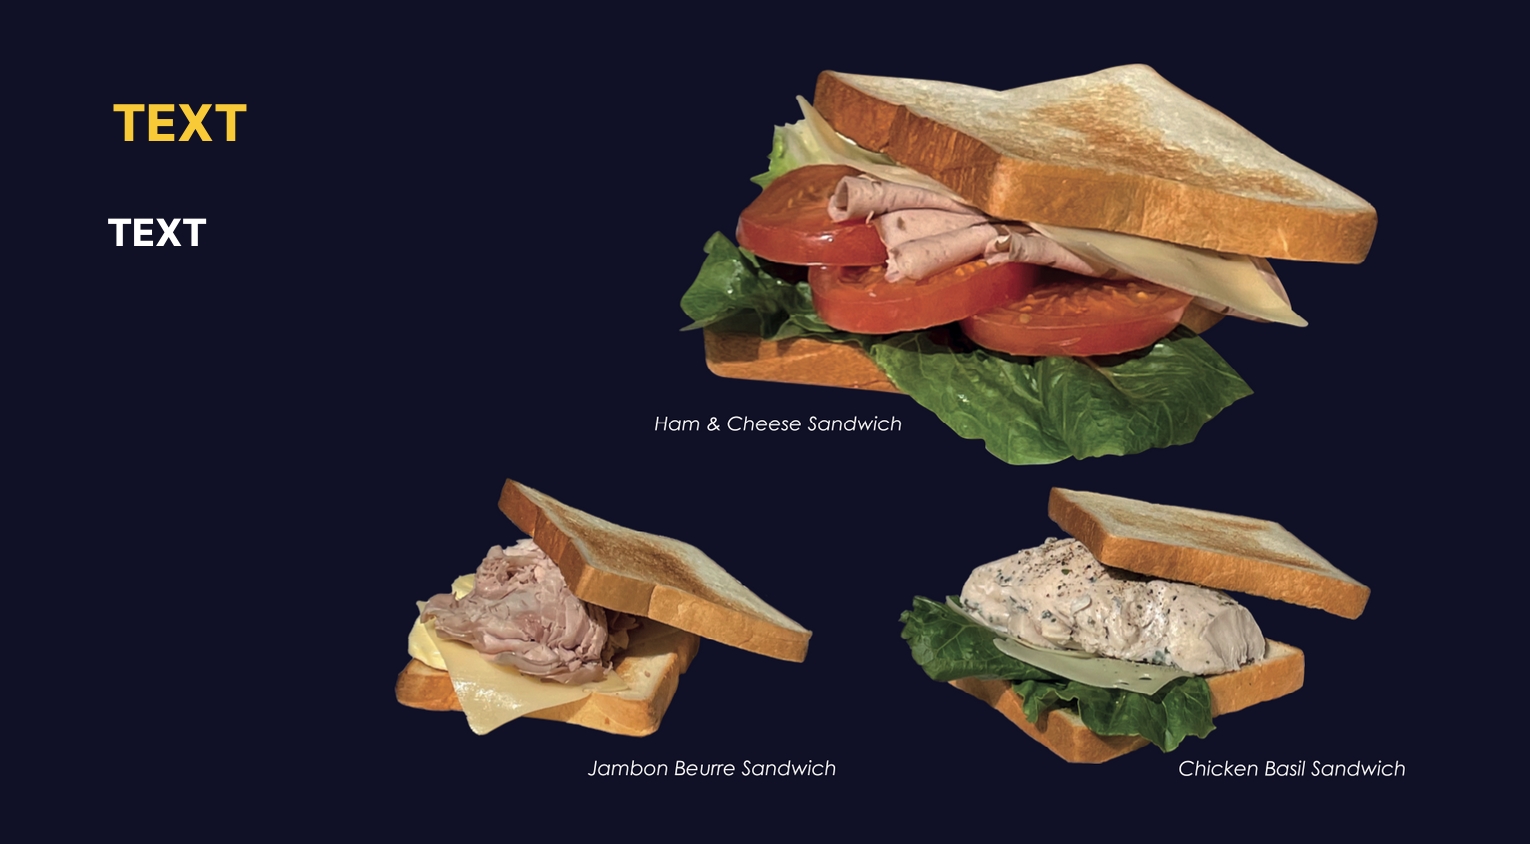 TEXT
TEXT
Ham & Cheese Sandwich
Jambon Beurre Sandwich
Chicken Basil Sandwich